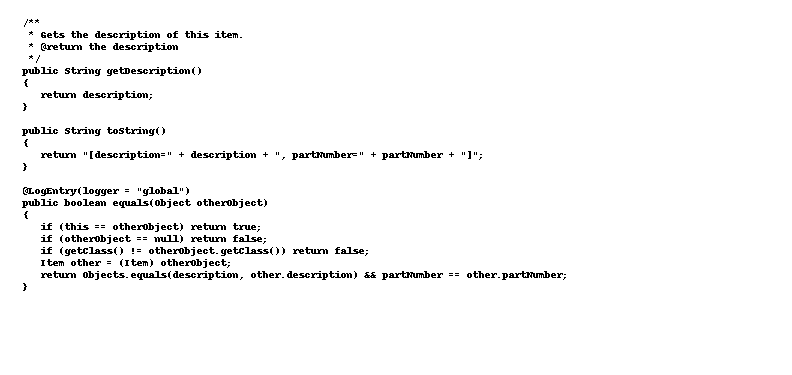 /**
 * Gets the description of this item.
 * @return the description
 */
public String getDescription()
{
   return description;
}

public String toString()
{
   return "[description=" + description + ", partNumber=" + partNumber + "]";
}

@LogEntry(logger = "global")
public boolean equals(Object otherObject)
{
   if (this == otherObject) return true;
   if (otherObject == null) return false;
   if (getClass() != otherObject.getClass()) return false;
   Item other = (Item) otherObject;
   return Objects.equals(description, other.description) && partNumber == other.partNumber;
}